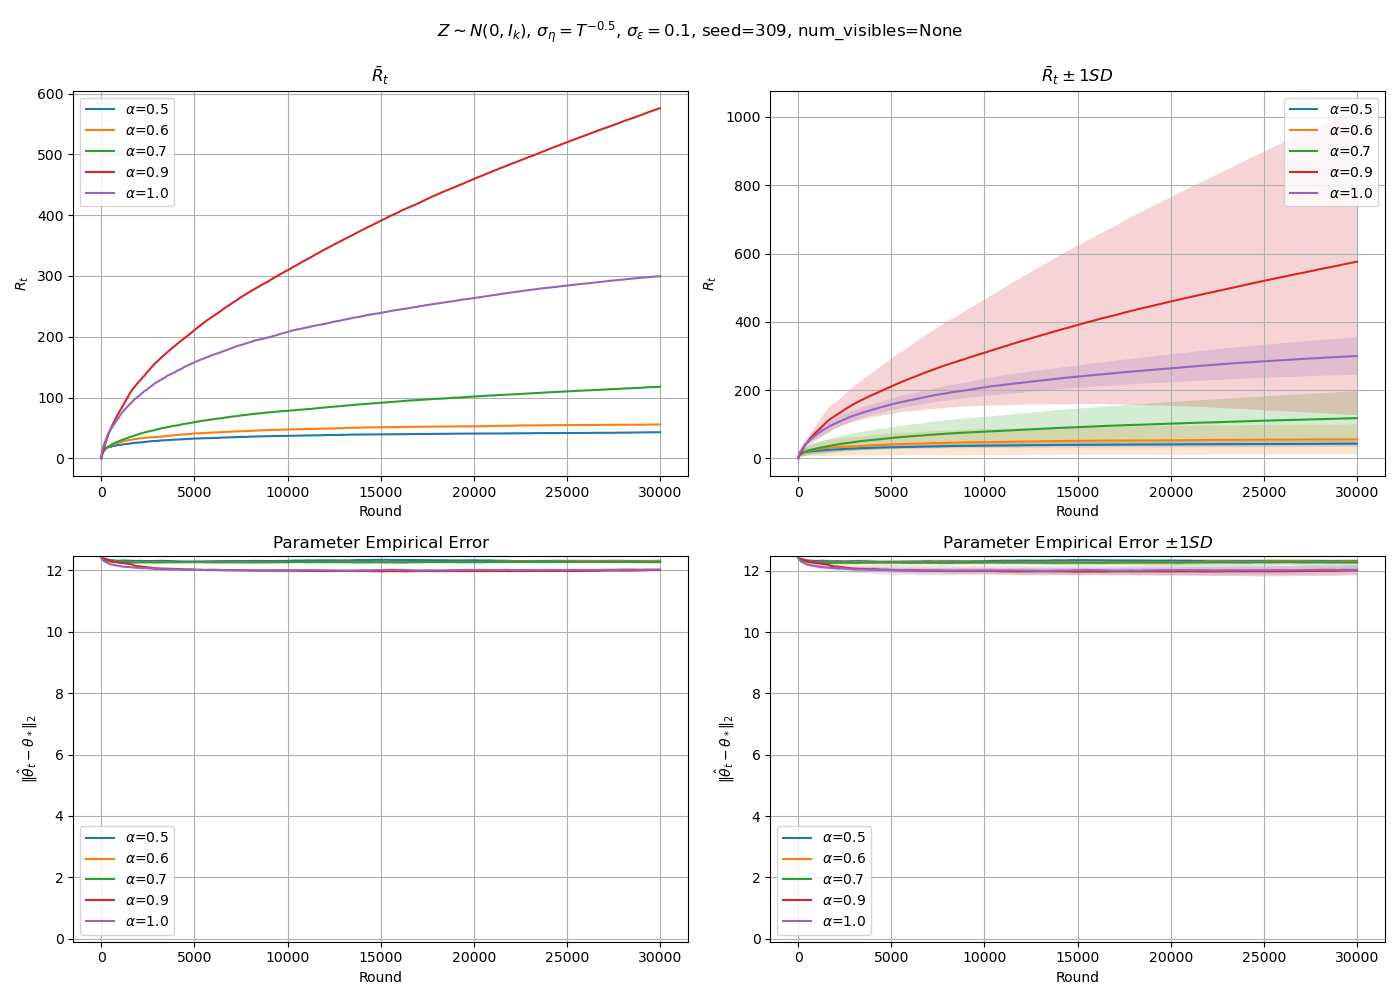 Z ∼ N(0, I_k), σ_η = T^{−0.5}, σ_ε = 0.1, seed=309, num_visibles=None
R̄_t
R_t
600
500
400
300
200
100
0
α=0.5
α=0.6
α=0.7
α=0.9
α=1.0
0 5000 10000 15000 20000 25000 30000
Round
R̄_t ± 1SD
R_t
1000
800
600
400
200
0
α=0.5
α=0.6
α=0.7
α=0.9
α=1.0
0 5000 10000 15000 20000 25000 30000
Round
Parameter Empirical Error
‖θ̂_t − θ_*‖_2
12
10
8
6
4
2
0
α=0.5
α=0.6
α=0.7
α=0.9
α=1.0
0 5000 10000 15000 20000 25000 30000
Round
Parameter Empirical Error ±1SD
‖θ̂_t − θ_*‖_2
12
10
8
6
4
2
0
α=0.5
α=0.6
α=0.7
α=0.9
α=1.0
0 5000 10000 15000 20000 25000 30000
Round